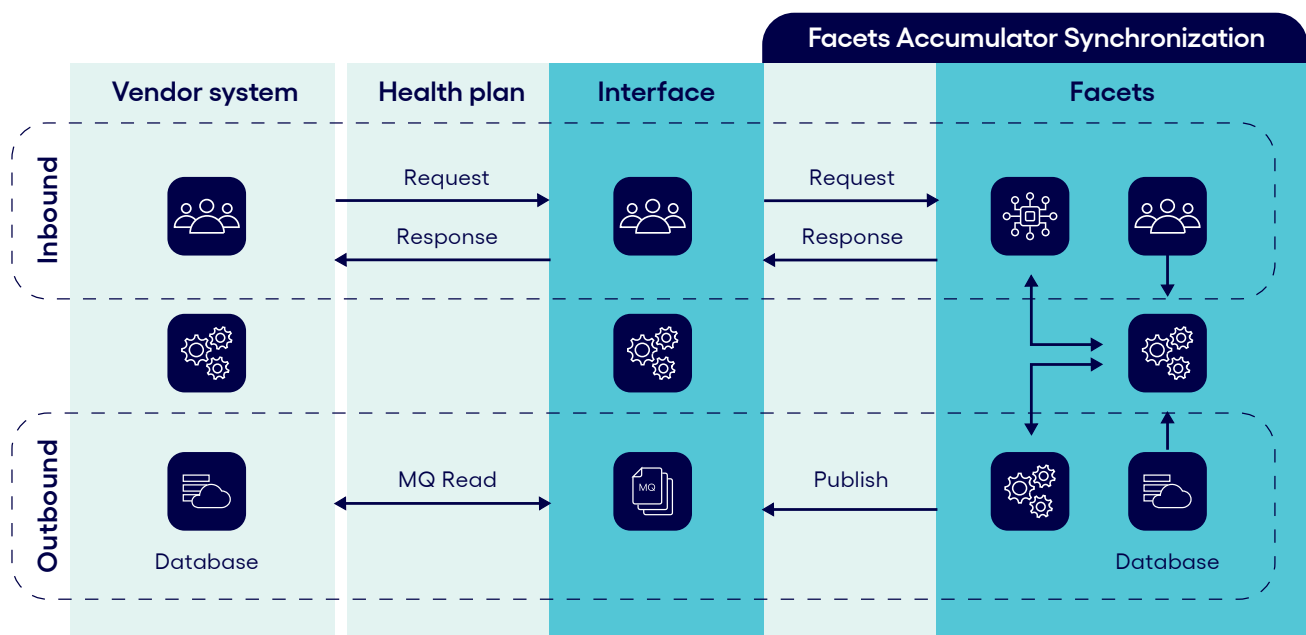 Facets Accumulator Synchronization
Vendor system
Health plan
Interface
Facets
Inbound
Request
Request
Response
Response
Outbound
MQ Read
MQ
Publish
Database
Database